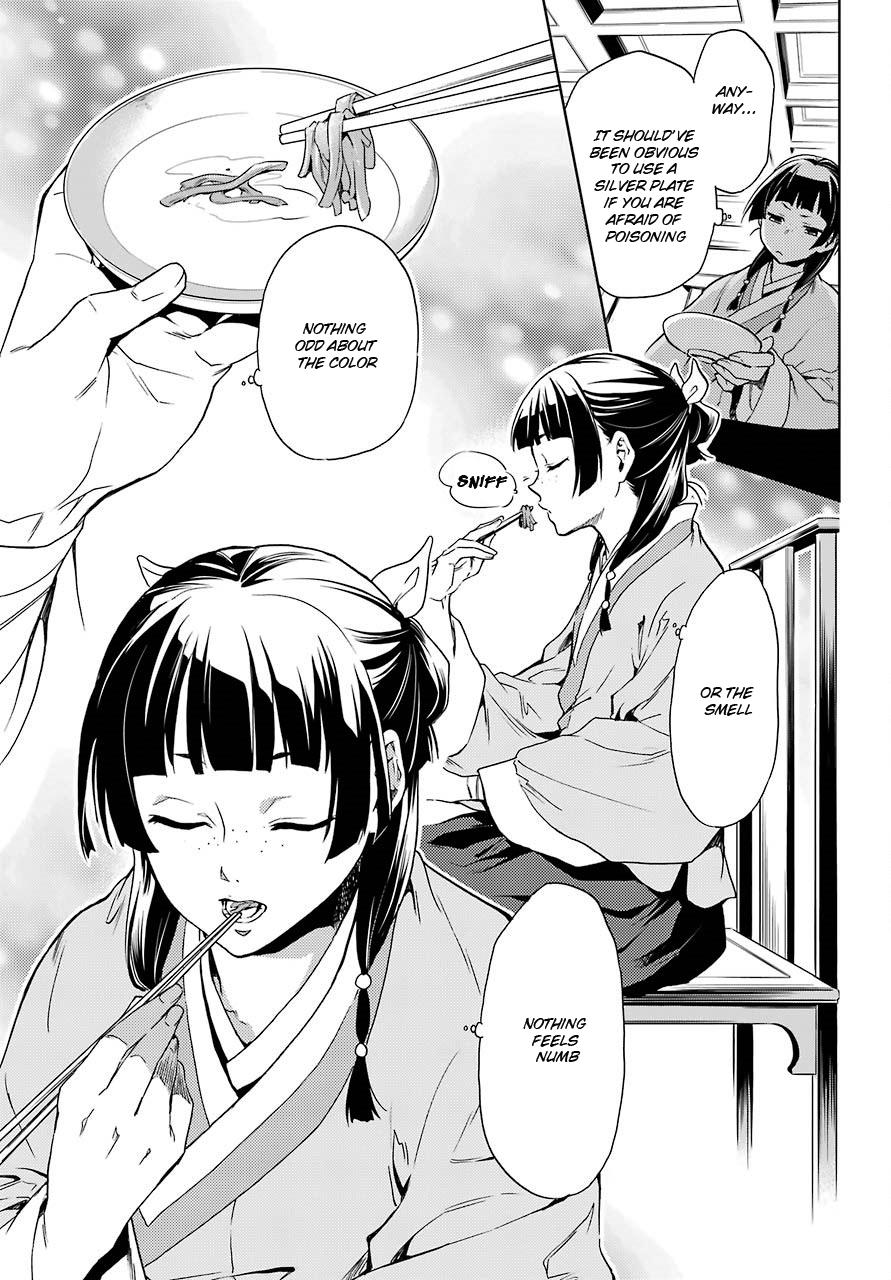 ANY-
WAY...
IT SHOULD'VE
BEEN OBVIOUS
TO USE A
SILVER PLATE
IF YOU ARE
AFRAID OF
POISONING
NOTHING
ODD ABOUT
THE COLOR
SNIFF
OR THE
SMELL
NOTHING
FEELS
NUMB